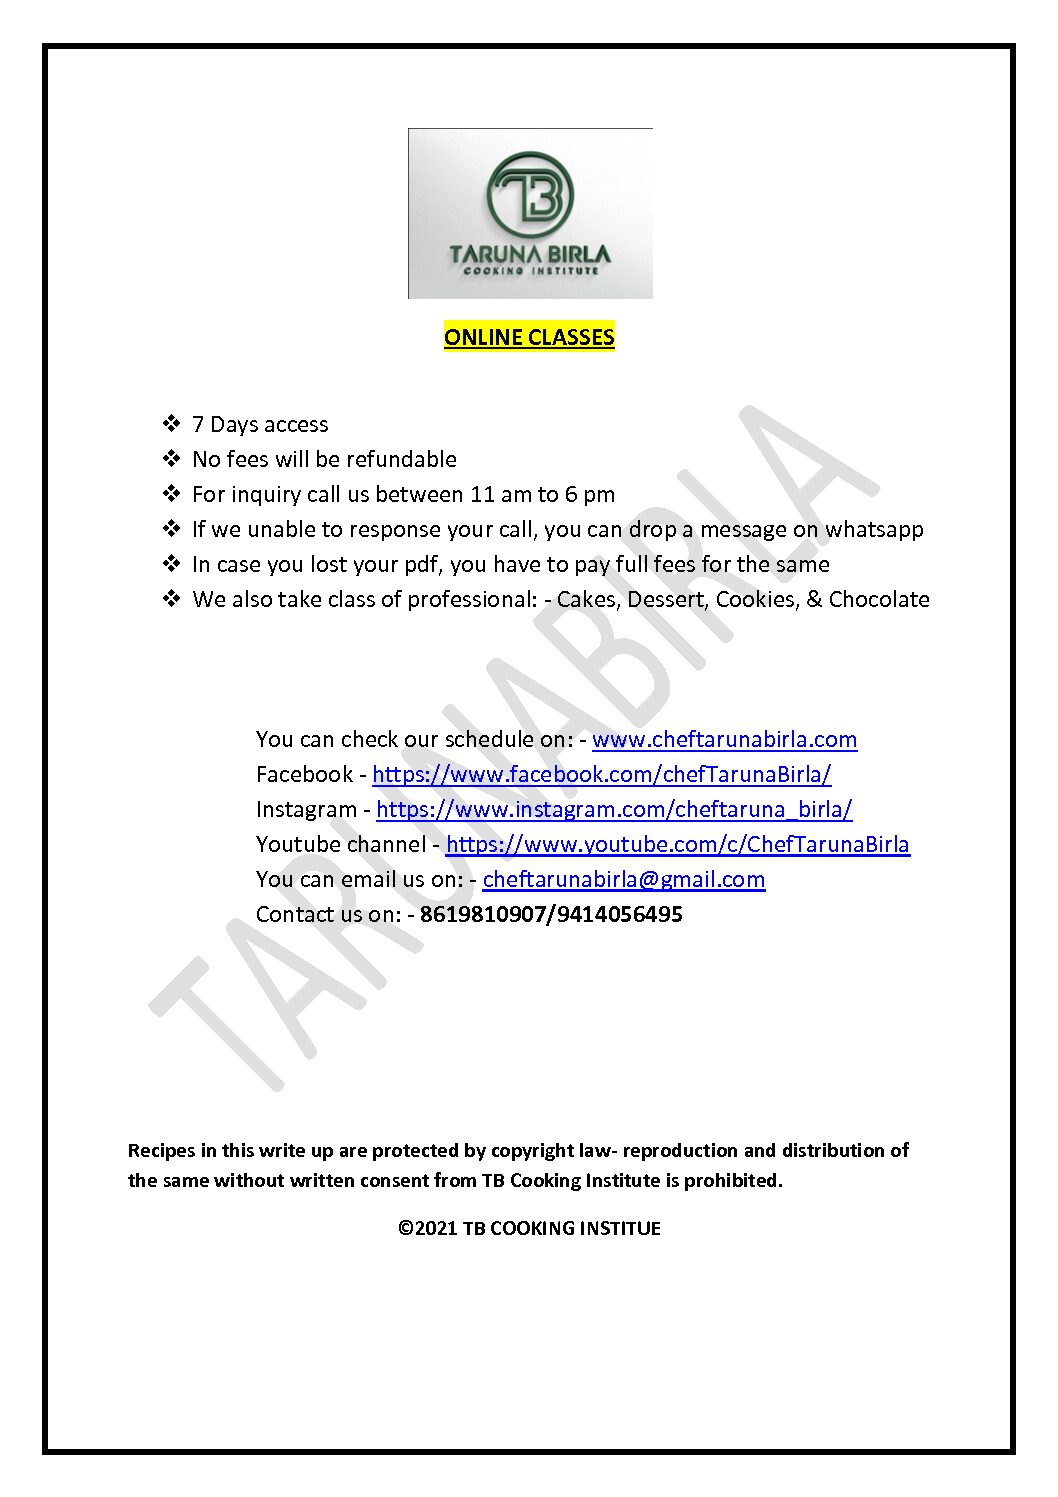 TB
TARUNA BIRLA
COOKING INSTITUTE
ONLINE CLASSES
❖ 7 Days access
❖ No fees will be refundable
❖ For inquiry call us between 11 am to 6 pm
❖ If we unable to response your call, you can drop a message on whatsapp
❖ In case you lost your pdf, you have to pay full fees for the same
❖ We also take class of professional: - Cakes, Dessert, Cookies, & Chocolate
TARUNABIRLA
You can check our schedule on: - www.cheftarunabirla.com
Facebook - https://www.facebook.com/chefTarunaBirla/
Instagram - https://www.instagram.com/cheftaruna_birla/
Youtube channel - https://www.youtube.com/c/ChefTarunaBirla
You can email us on: - cheftarunabirla@gmail.com
Contact us on: - 8619810907/9414056495
Recipes in this write up are protected by copyright law- reproduction and distribution of
the same without written consent from TB Cooking Institute is prohibited.
©2021 TB COOKING INSTITUE